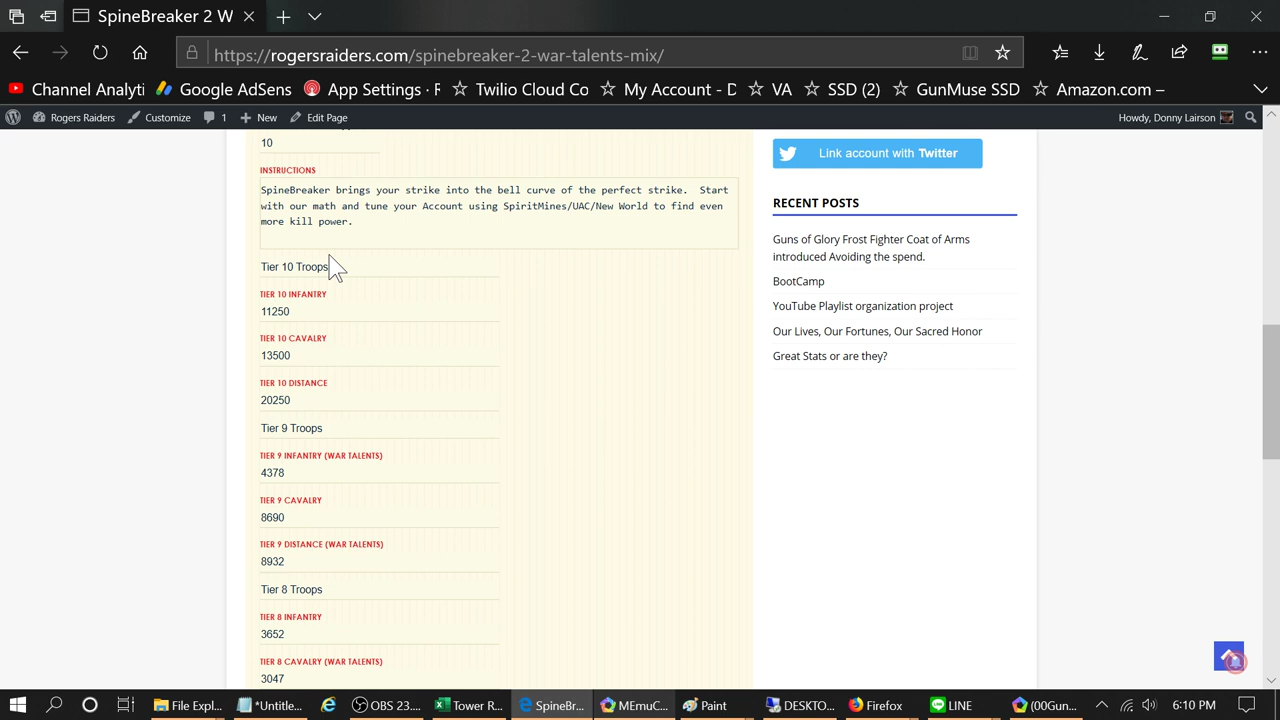 SpineBreaker 2 W
https://rogersraiders.com/spinebreaker-2-war-talents-mix/
Channel Analyti
Google AdSens
App Settings - F
Twilio Cloud Co
My Account - D
VA
SSD (2)
GunMuse SSD
Amazon.com –
Rogers Raiders
Customize
1
New
Edit Page
Howdy, Donny Lairson
10
INSTRUCTIONS
SpineBreaker brings your strike into the bell curve of the perfect strike. Start
with our math and tune your Account using SpiritMines/UAC/New World to find even
more kill power.
Tier 10 Troops
TIER 10 INFANTRY
11250
TIER 10 CAVALRY
13500
TIER 10 DISTANCE
20250
Tier 9 Troops
TIER 9 INFANTRY (WAR TALENTS)
4378
TIER 9 CAVALRY
8690
TIER 9 DISTANCE (WAR TALENTS)
8932
Tier 8 Troops
TIER 8 INFANTRY
3652
TIER 8 CAVALRY (WAR TALENTS)
3047
Link account with Twitter
RECENT POSTS
Guns of Glory Frost Fighter Coat of Arms
introduced Avoiding the spend.
BootCamp
YouTube Playlist organization project
Our Lives, Our Fortunes, Our Sacred Honor
Great Stats or are they?
File Expl...
*Untitle...
OBS 23....
Tower R...
SpineBr...
MEmuC...
Paint
DESKTO...
Firefox
LINE
(00Gun...
6:10 PM